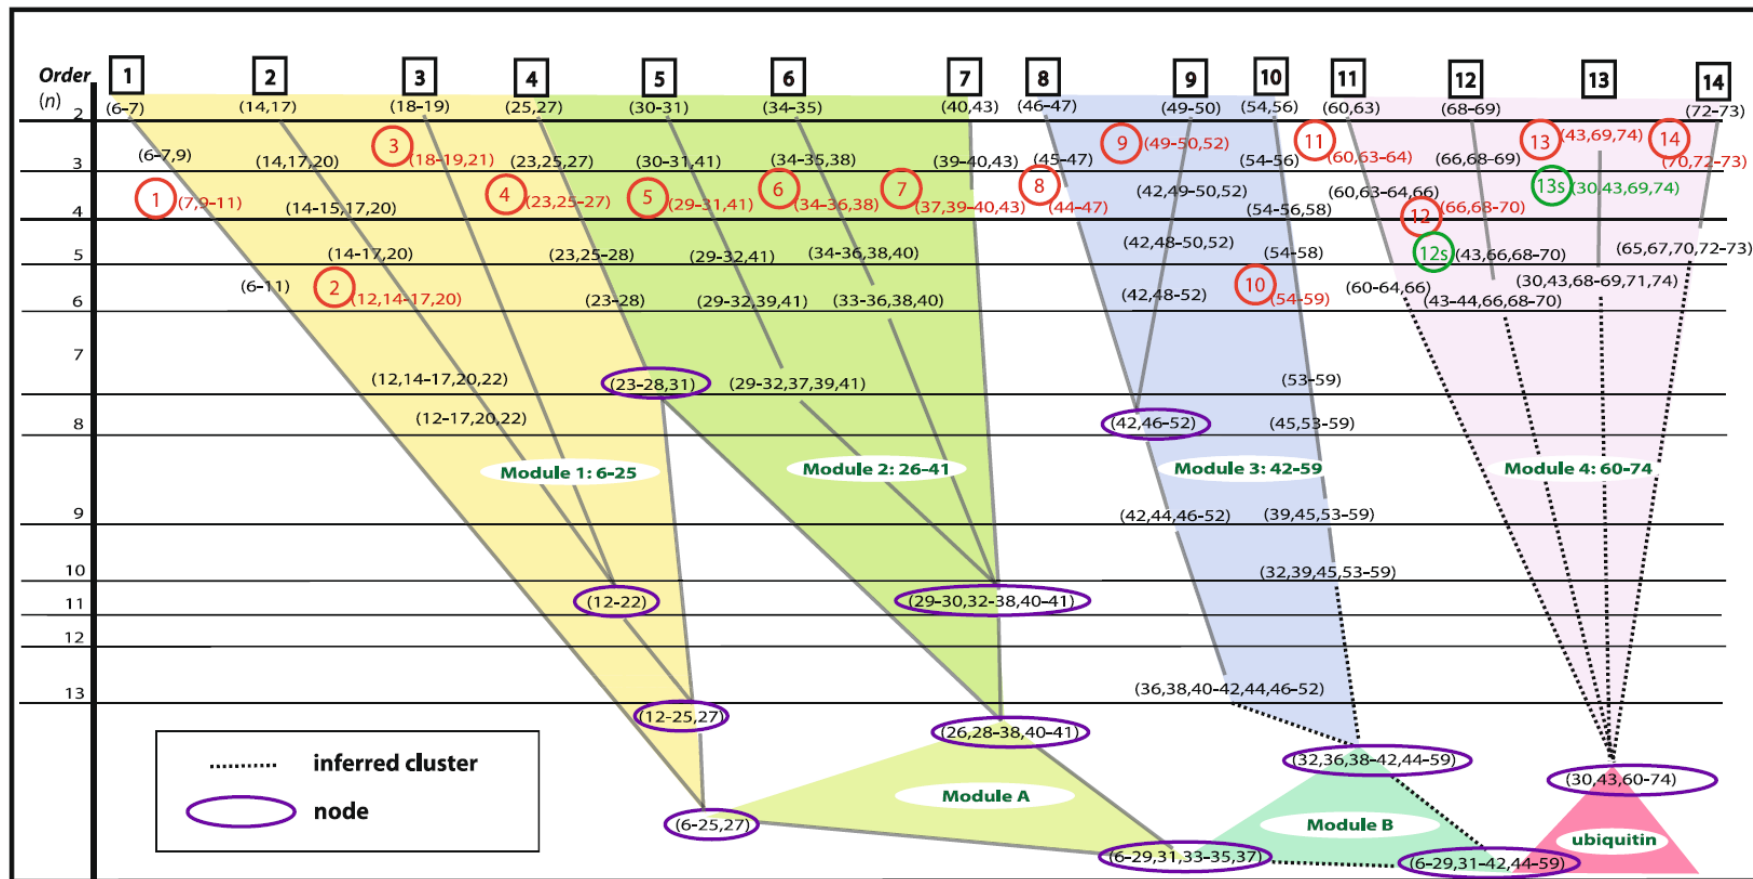 Order 1 2 3 4 5 6 7 8 9 10 11 12 13 14
(n)
2 (6-7) (14,17) (18-19) (25,27) (30-31) (34-35) (40,43) (46-47) (49-50) (54,56) (60,63) (68-69) (72-73)
3 9 11 13 14
(18-19,21) (49-50,52) (60,63-64) (43,69,74) (70,72-73)
3 (6-7,9) (14,17,20) (23,25,27) (30-31,41) (34-35,38) (39-40,43) (45-47) (54-56) (66,68-69)
1 4 5 6 7 8 13s
(7,9-11) (23,25-27) (29-31,41) (34-36,38) (37,39-40,43) (44-47) (30,43,69,74)
4 (14-15,17,20) (42,49-50,52) (54-56,58) (60,63-64,66) 12 (66,68-70)
5 (14-17,20) (23,25-28) (29-32,41) (34-36,38,40) (42,48-50,52) (54-58) 12s (43,66,68-70) (65,67,70,72-73)
2 (12,14-17,20) 10 (54-59)
6 (6-11) (23-28) (29-32,39,41) (33-36,38,40) (42,48-52) (60-64,66) (43-44,66,68-70) (30,43,68-69,71,74)
7 (12,14-17,20,22) (23-28,31) (29-32,37,39,41) (53-59)
8 (12-17,20,22) (42,46-52) (45,53-59)
Module 1: 6-25 Module 2: 26-41 Module 3: 42-59 Module 4: 60-74
9 (42,44,46-52) (39,45,53-59)
10 (32,39,45,53-59)
11 (12-22) (29-30,32-38,40-41)
12
13 (36,38,40-42,44,46-52)
(12-25,27) (26,28-38,40-41)
inferred cluster (32,36,38-42,44-59) (30,43,60-74)
node Module A
(6-25,27) Module B ubiquitin
(6-29,31,33-35,37) (6-29,31-42,44-59)